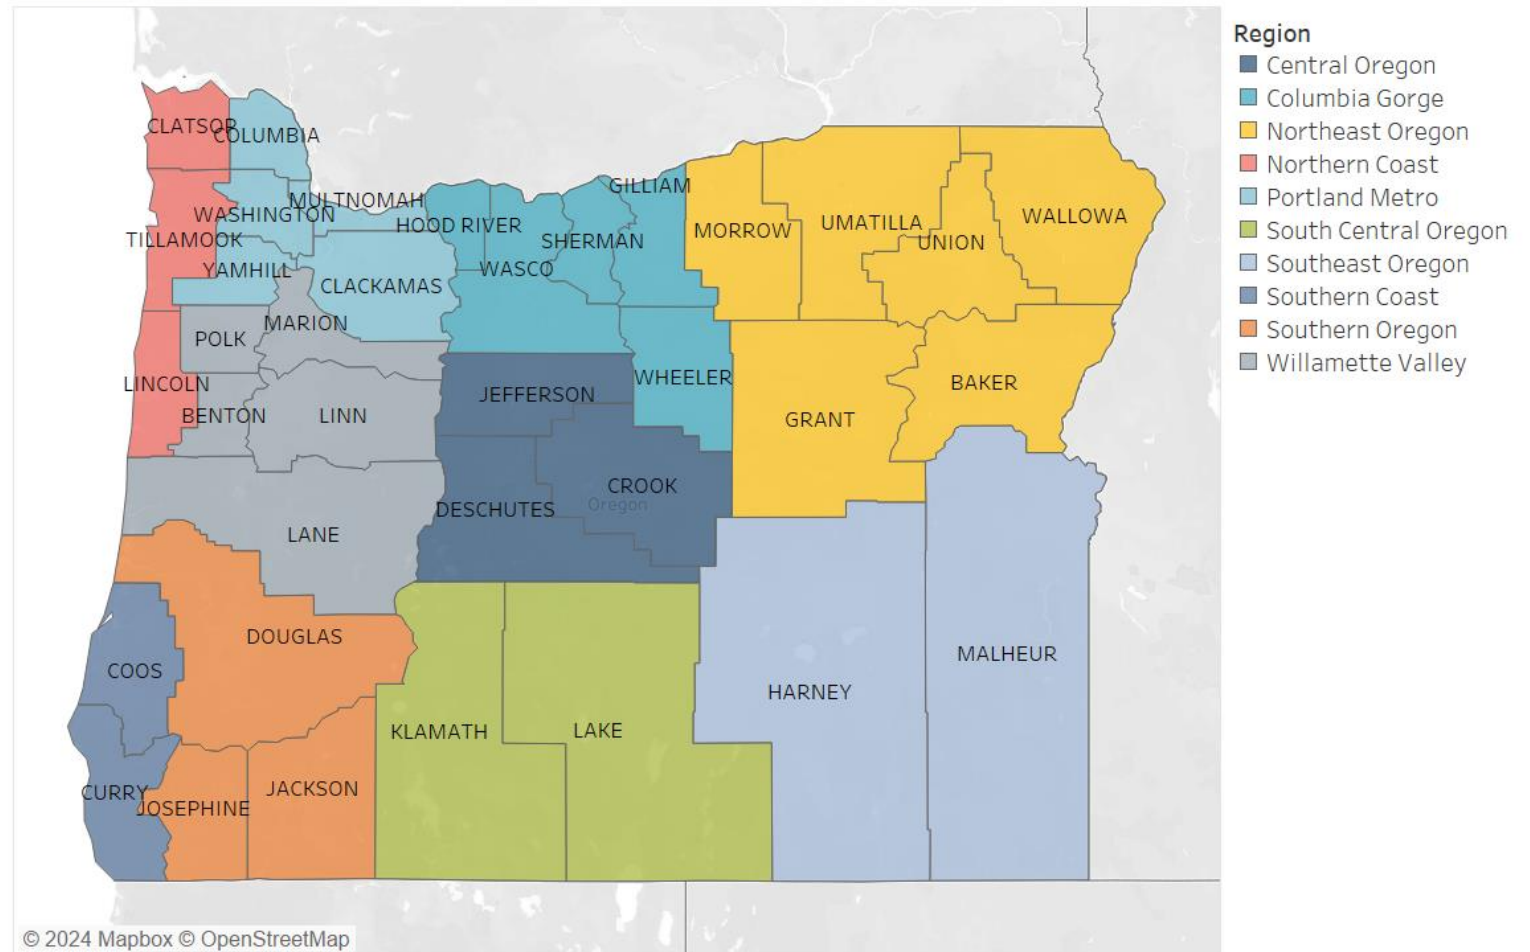 CLATSOP
COLUMBIA
MULTNOMAH
GILLIAM
WASHINGTON
HOOD RIVER
TILLAMOOK
SHERMAN
MORROW
UMATILLA
UNION
WALLOWA
YAMHILL
CLACKAMAS
WASCO
MARION
POLK
LINCOLN
BENTON
LINN
JEFFERSON
WHEELER
GRANT
BAKER
CROOK
Oregon
DESCHUTES
LANE
DOUGLAS
COOS
MALHEUR
HARNEY
KLAMATH
LAKE
CURRY
JOSEPHINE
JACKSON
© 2024 Mapbox © OpenStreetMap
Region
Central Oregon
Columbia Gorge
Northeast Oregon
Northern Coast
Portland Metro
South Central Oregon
Southeast Oregon
Southern Coast
Southern Oregon
Willamette Valley